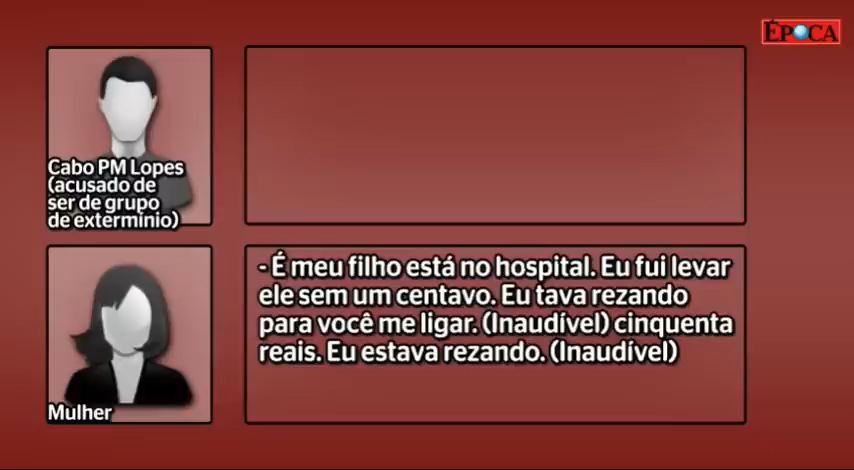 ÉPOCA
Cabo PM Lopes
(acusado de
ser de grupo
de extermínio)
- É meu filho está no hospital. Eu fui levar
ele sem um centavo. Eu tava rezando
para você me ligar. (Inaudível) cinquenta
reais. Eu estava rezando. (Inaudível)
Mulher